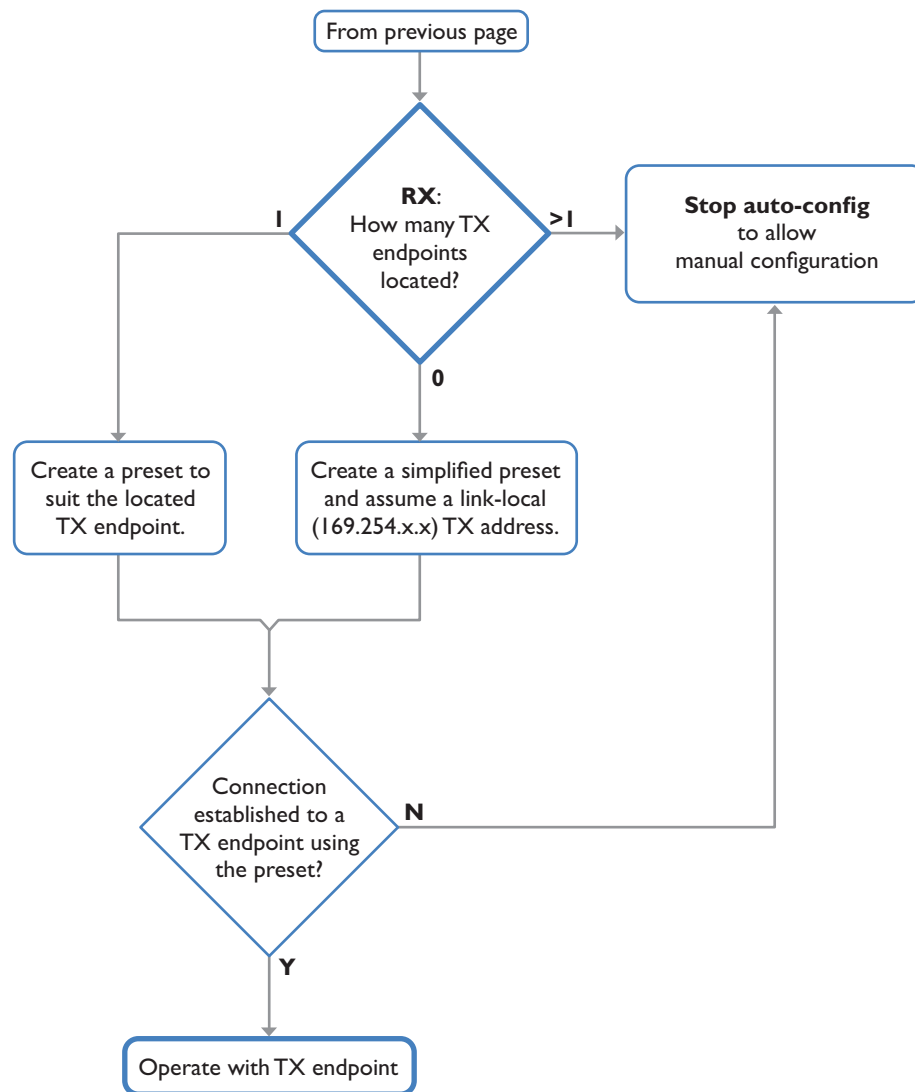 From previous page
RX:
How many TX
endpoints
located?
1
>1
Stop auto-config
to allow
manual configuration
0
Create a preset to
suit the located
TX endpoint.
Create a simplified preset
and assume a link-local
(169.254.x.x) TX address.
Connection
established to a
TX endpoint using
the preset?
N
Y
Operate with TX endpoint